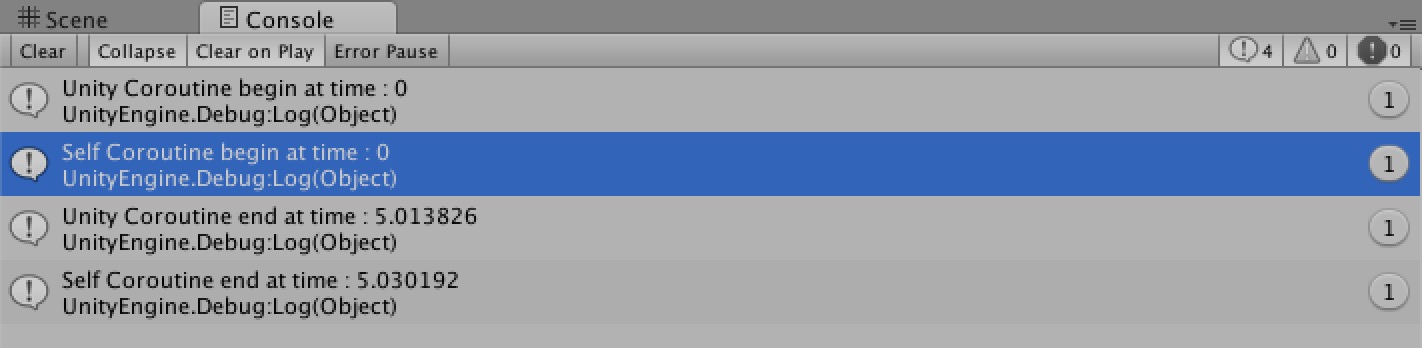 Scene
Console
Clear
Collapse
Clear on Play
Error Pause
4
0
0
Unity Coroutine begin at time : 0
UnityEngine.Debug:Log(Object)
1
Self Coroutine begin at time : 0
UnityEngine.Debug:Log(Object)
1
Unity Coroutine end at time : 5.013826
UnityEngine.Debug:Log(Object)
1
Self Coroutine end at time : 5.030192
UnityEngine.Debug:Log(Object)
1